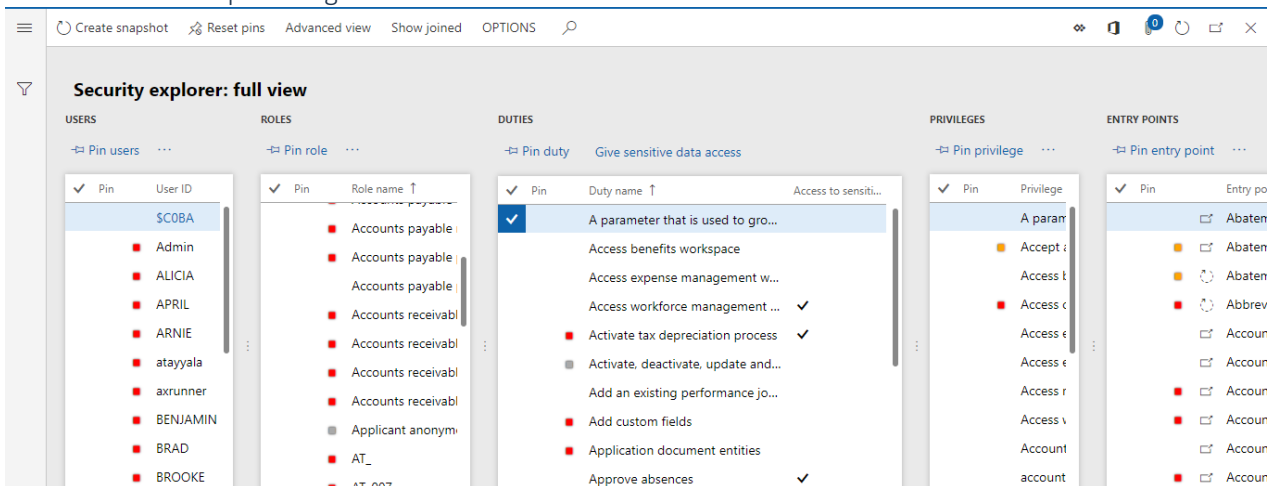 Create snapshot Reset pins Advanced view Show joined OPTIONS 0
Security explorer: full view
USERS ROLES DUTIES PRIVILEGES ENTRY POINTS
Pin users ... Pin role ... Pin duty Give sensitive data access Pin privilege ... Pin entry point ...
Pin User ID Pin Role name ↑ Pin Duty name ↑ Access to sensiti... Pin Privilege Pin Entry po
$C0BA A parameter that is used to gro... A param Abatem
Admin Accounts payable Access benefits workspace Accept Abatem
ALICIA Accounts payable Access expense management w... Access Abatem
APRIL Accounts payable Access workforce management ... Access Abbrev
ARNIE Accounts receivabl Activate tax depreciation process Access Accoun
atayyala Accounts receivabl Activate, deactivate, update and... Access Accoun
axrunner Accounts receivabl Add an existing performance jo... Access Accoun
BENJAMIN Accounts receivabl Add custom fields Access Accoun
BRAD Applicant anonym Application document entities Account Accoun
BROOKE AT_ Approve absences account Accoun